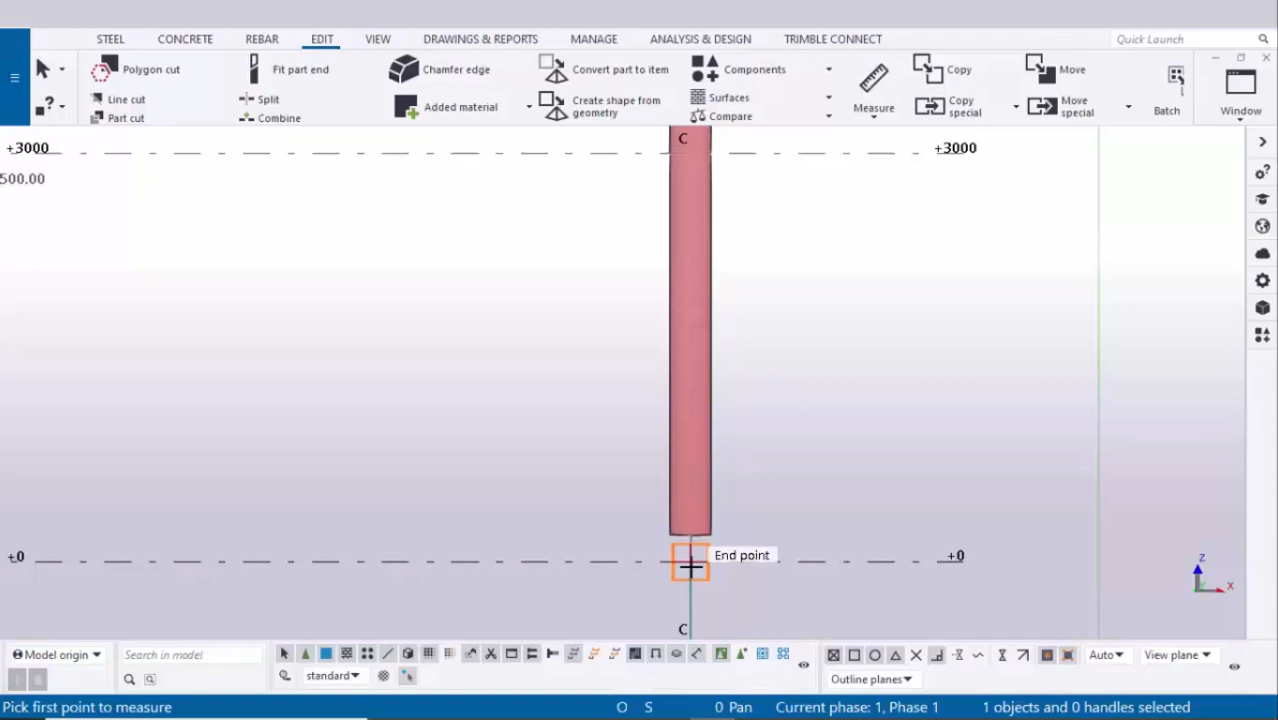 STEEL CONCRETE REBAR EDIT VIEW DRAWINGS & REPORTS MANAGE ANALYSIS & DESIGN TRIMBLE CONNECT Quick Launch
Polygon cut Fit part end Chamfer edge Convert part to item Components Copy Move
Line cut Split Added material Create shape from geometry Surfaces Measure Copy special Move special Batch Window
Part cut Combine Compare
C
+3000 +3000
500.00
+0 End point +0
Z
X
C
Model origin Search in model Auto View plane
standard Outline planes
Pick first point to measure O S 0 Pan Current phase: 1, Phase 1 1 objects and 0 handles selected